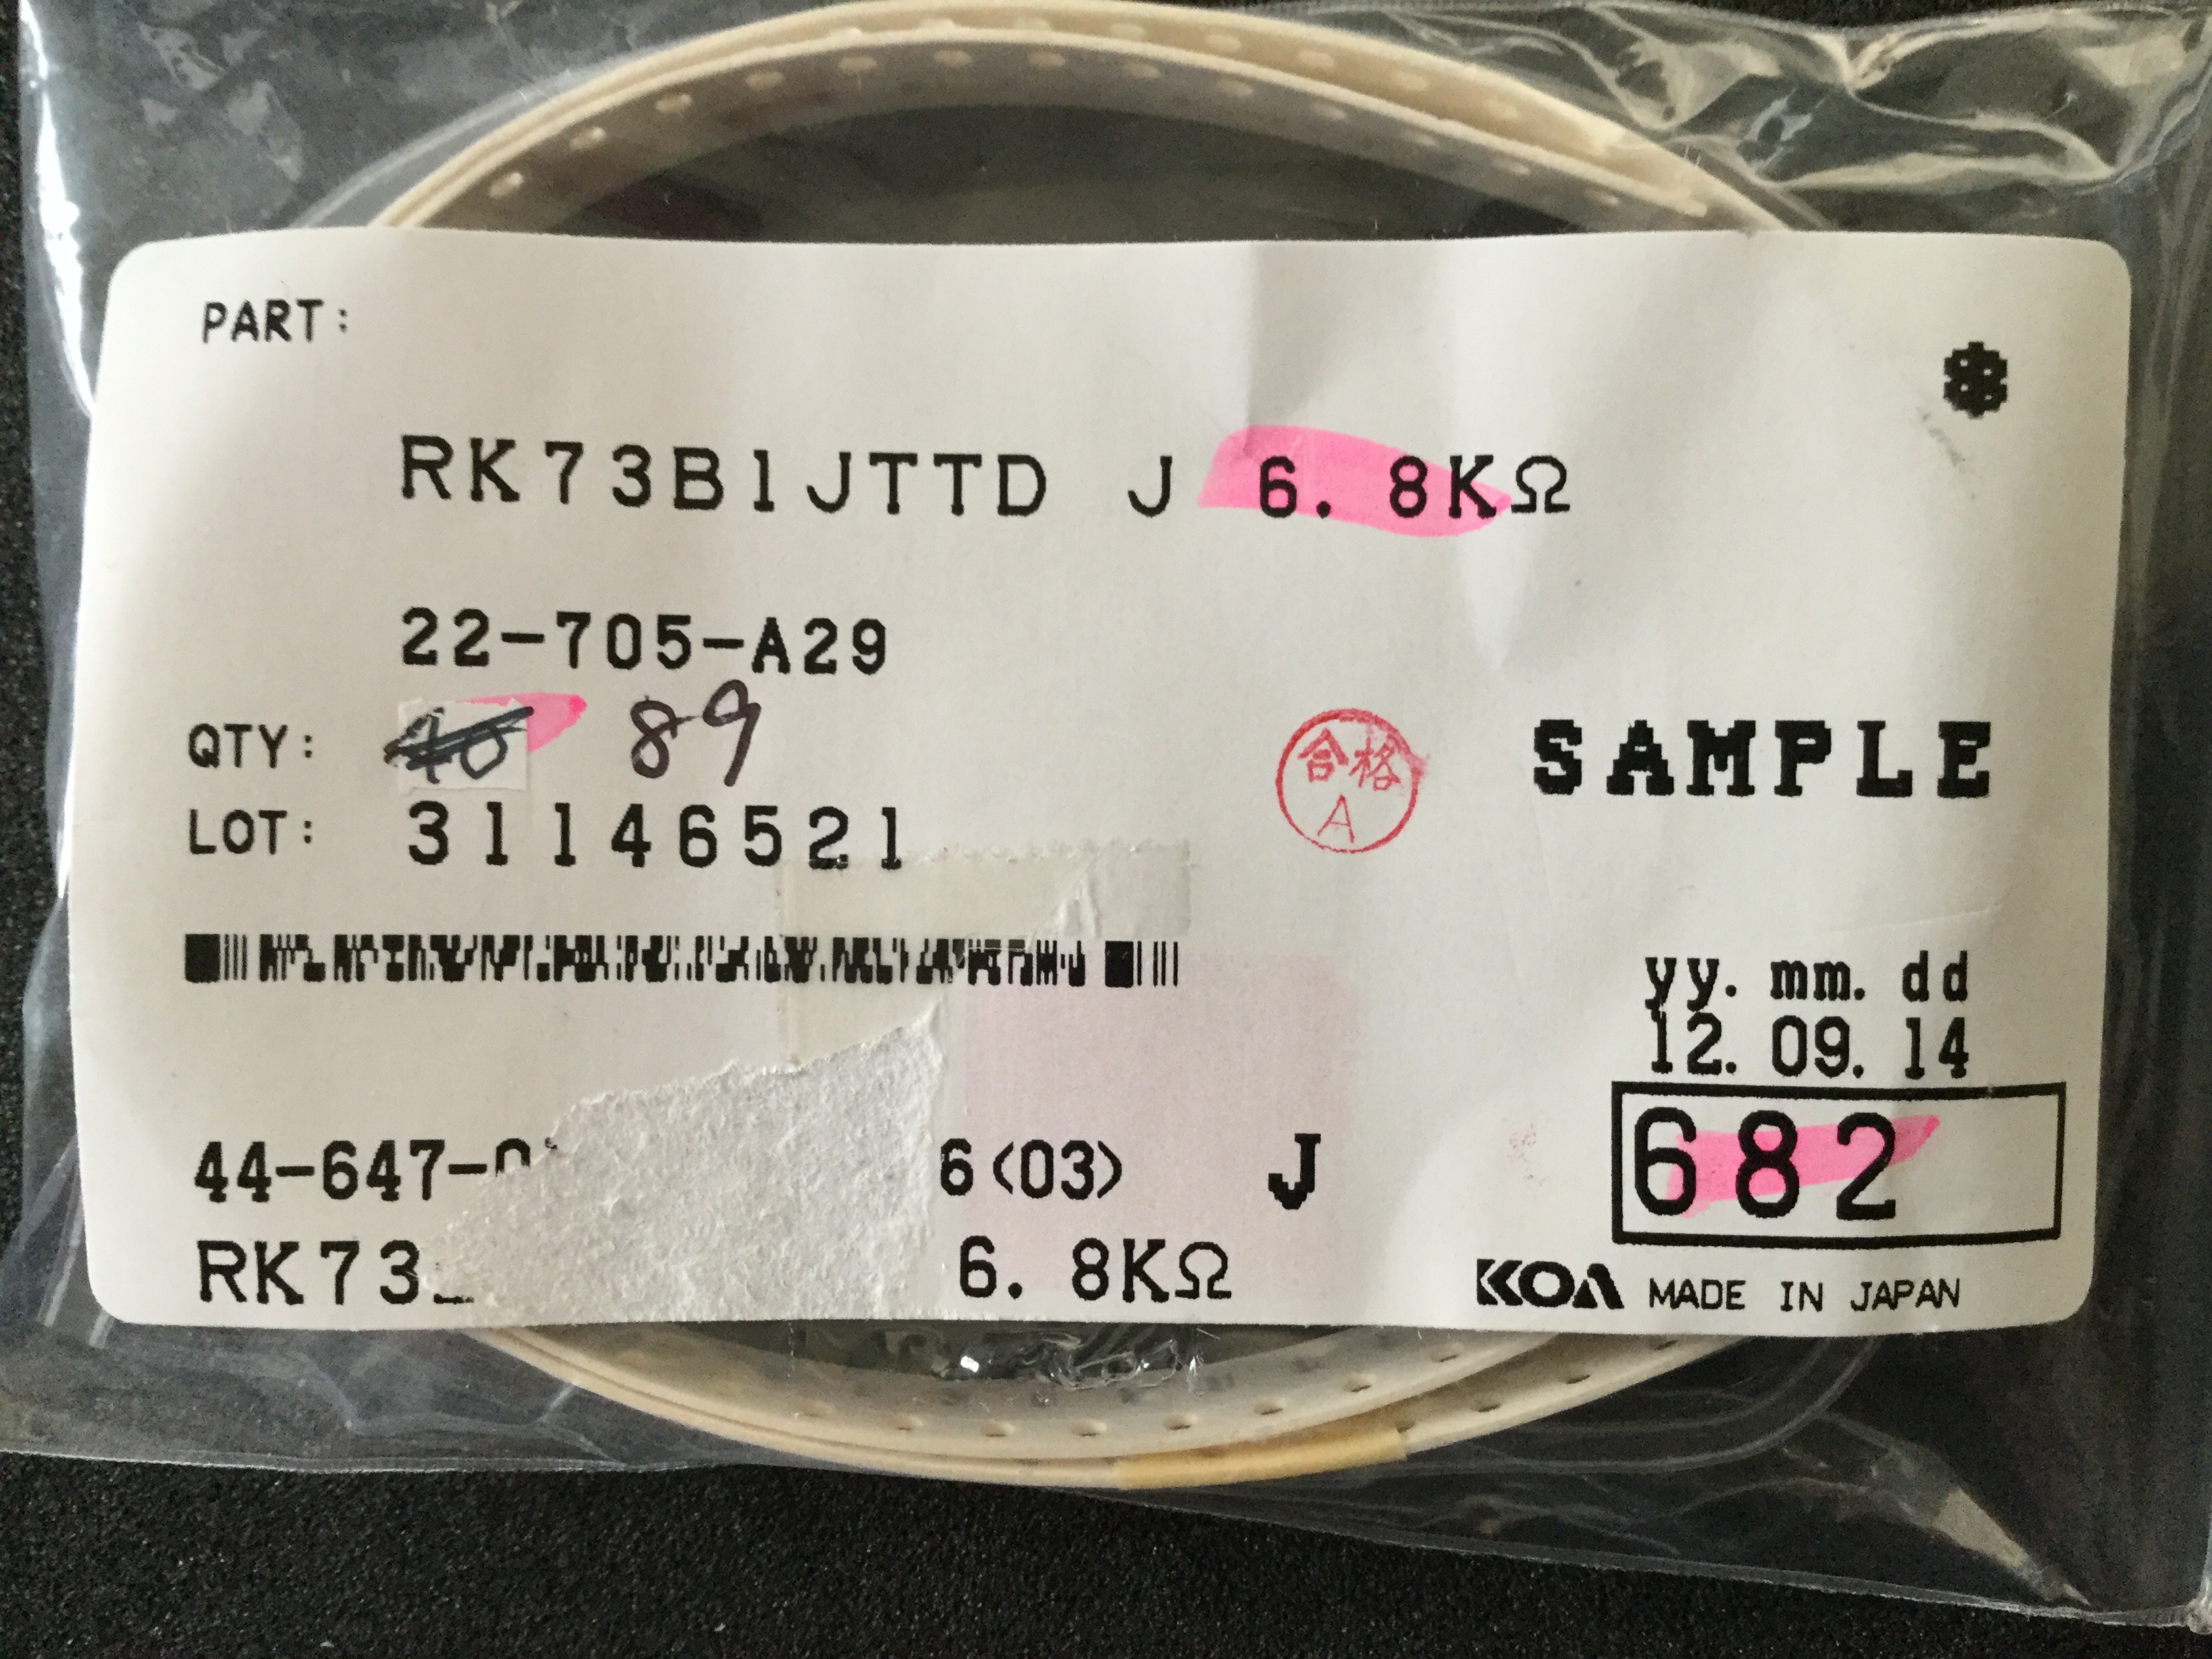 PART:
RK73B1JTTD J 6.8KΩ
22-705-A29
QTY: 89
LOT: 31146521
合格
A
SAMPLE
yy. mm. dd
12. 09. 14
682
44-647- 6(03) J
RK73 6.8KΩ
KOA MADE IN JAPAN